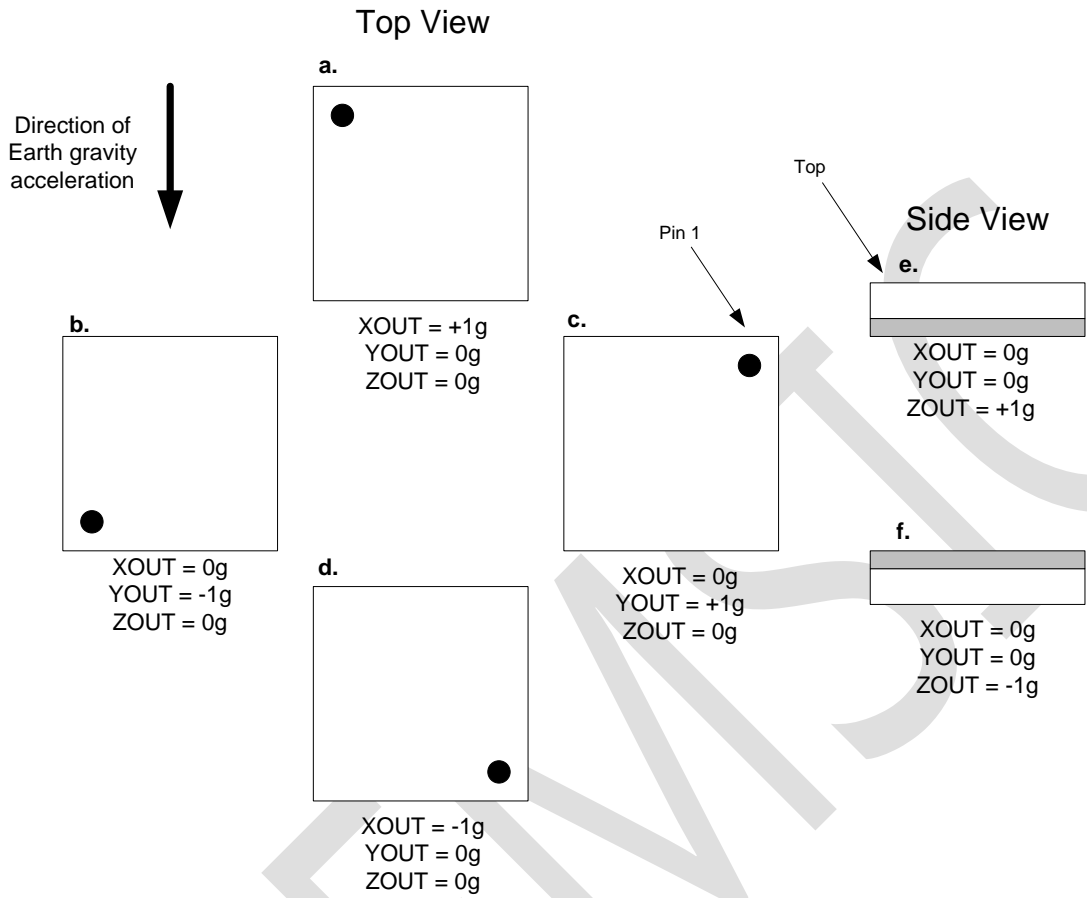 Top View
a.
Direction of
Earth gravity
acceleration
XOUT = +1g
YOUT = 0g
ZOUT = 0g
b.
XOUT = 0g
YOUT = -1g
ZOUT = 0g
Pin 1
c.
XOUT = 0g
YOUT = +1g
ZOUT = 0g
d.
XOUT = -1g
YOUT = 0g
ZOUT = 0g
Top
Side View
e.
XOUT = 0g
YOUT = 0g
ZOUT = +1g
f.
XOUT = 0g
YOUT = 0g
ZOUT = -1g
MSIC